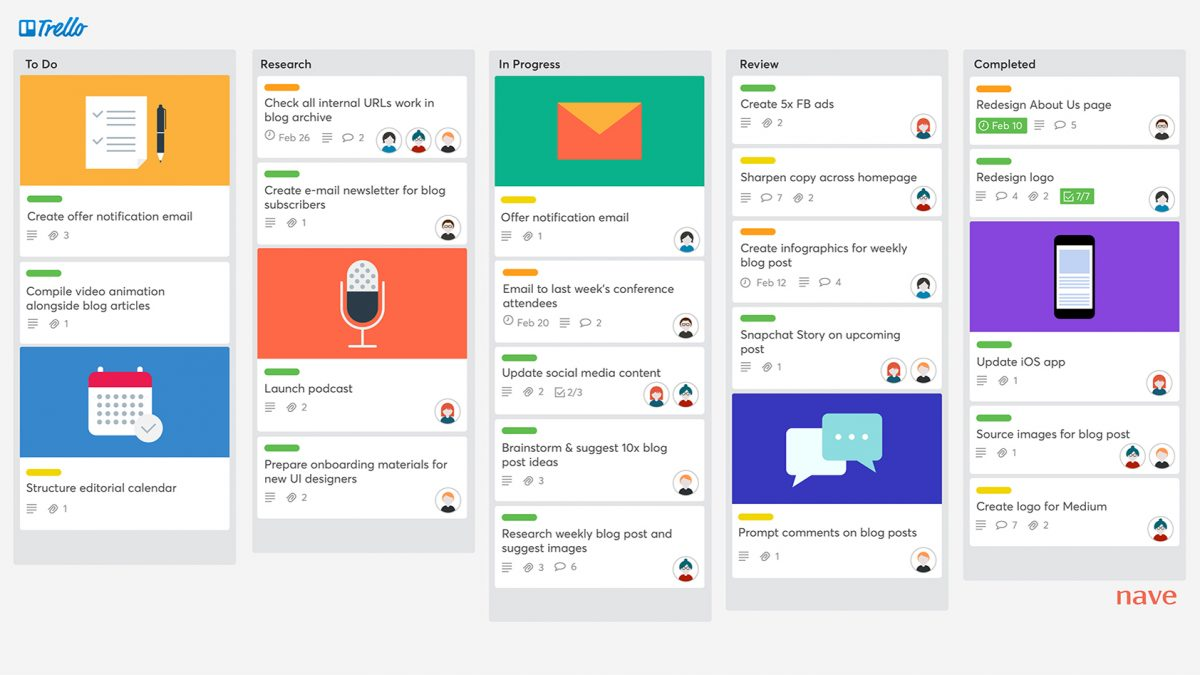 Trello
To Do
Create offer notification email
3
Compile video animation
alongside blog articles
1
Structure editorial calendar
1
Research
Check all internal URLs work in
blog archive
Feb 26 2
Create e-mail newsletter for blog
subscribers
1
Launch podcast
2
Prepare onboarding materials for
new UI designers
2
In Progress
Offer notification email
1
Email to last week's conference
attendees
Feb 20 2
Update social media content
2 2/3
Brainstorm & suggest 10x blog
post ideas
3
Research weekly blog post and
suggest images
3 6
Review
Create 5x FB ads
2
Sharpen copy across homepage
7 2
Create infographics for weekly
blog post
Feb 12 4
Snapchat Story on upcoming
post
1
Prompt comments on blog posts
1
Completed
Redesign About Us page
Feb 10 5
Redesign logo
4 2 7/7
Update iOS app
1
Source images for blog post
1
Create logo for Medium
7 2
nave